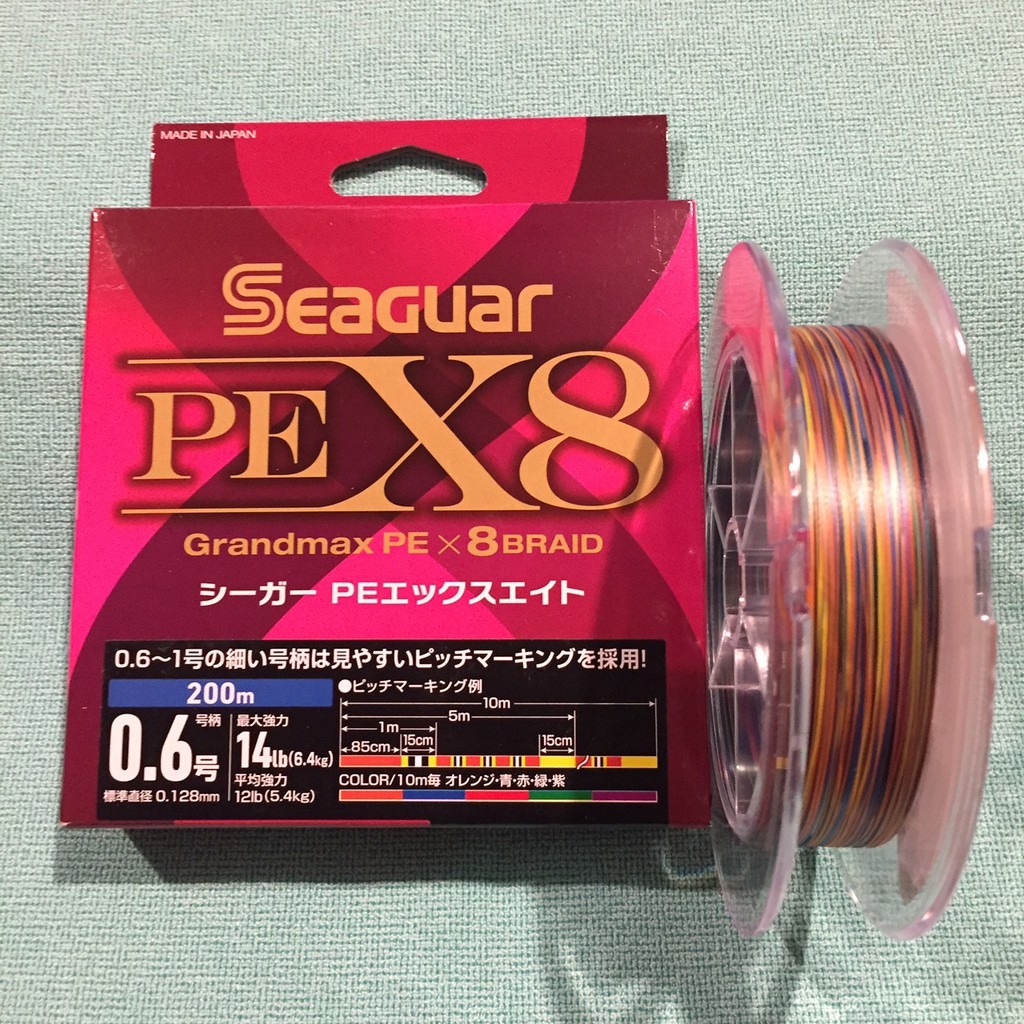 MADE IN JAPAN
SEAGUAR
PE X8
Grandmax PE × 8 BRAID
シーガー PEエックスエイト
0.6〜1号の細い号柄は見やすいピッチマーキングを採用!
200m
●ピッチマーキング例
10m
5m
1m
85cm
15cm
15cm
号柄
0.6号
標準直径 0.128mm
最大強力
14lb(6.4kg)
平均強力
12lb(5.4kg)
COLOR/10m毎 オレンジ・青・赤・緑・紫